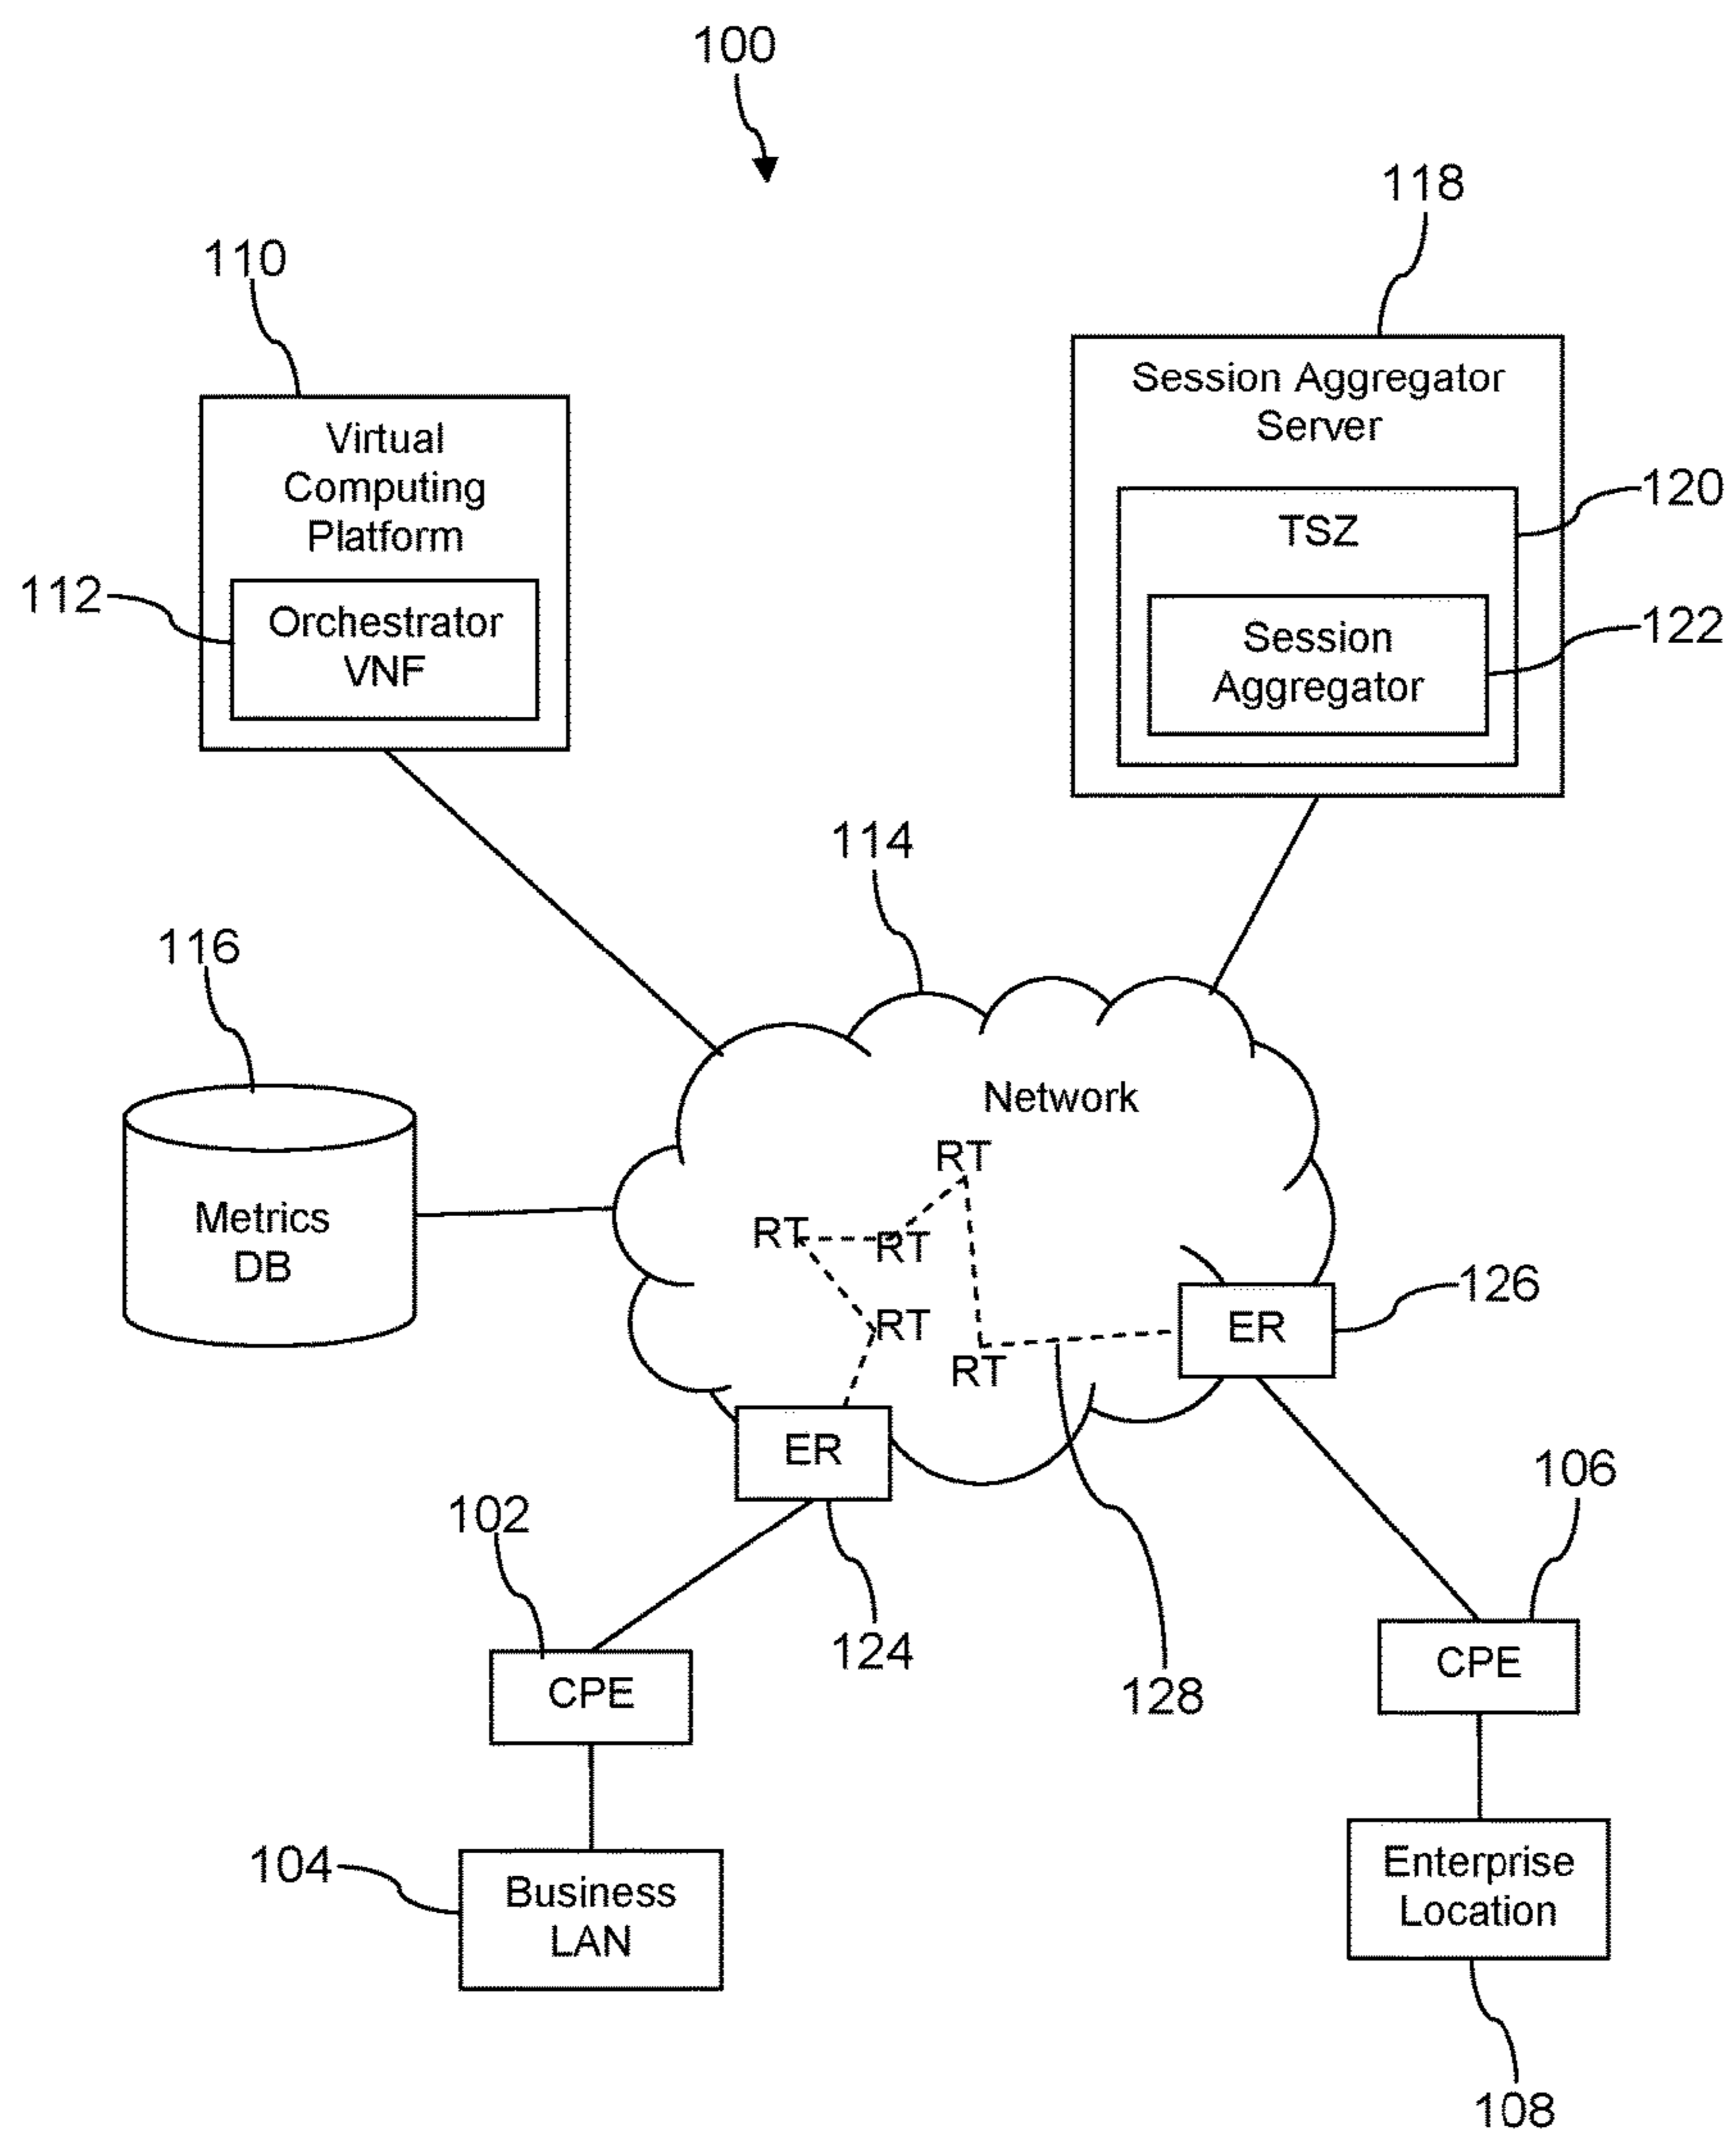 100
118
110
Session Aggregator
Server
Virtual
Computing
Platform
120
TSZ
112
Orchestrator
VNF
122
Session
Aggregator
114
116
Network
RT
RT
RT
Metrics
DB
126
ER
RT
RT
ER
106
102
124
128
CPE
CPE
104
Business
LAN
Enterprise
Location
108